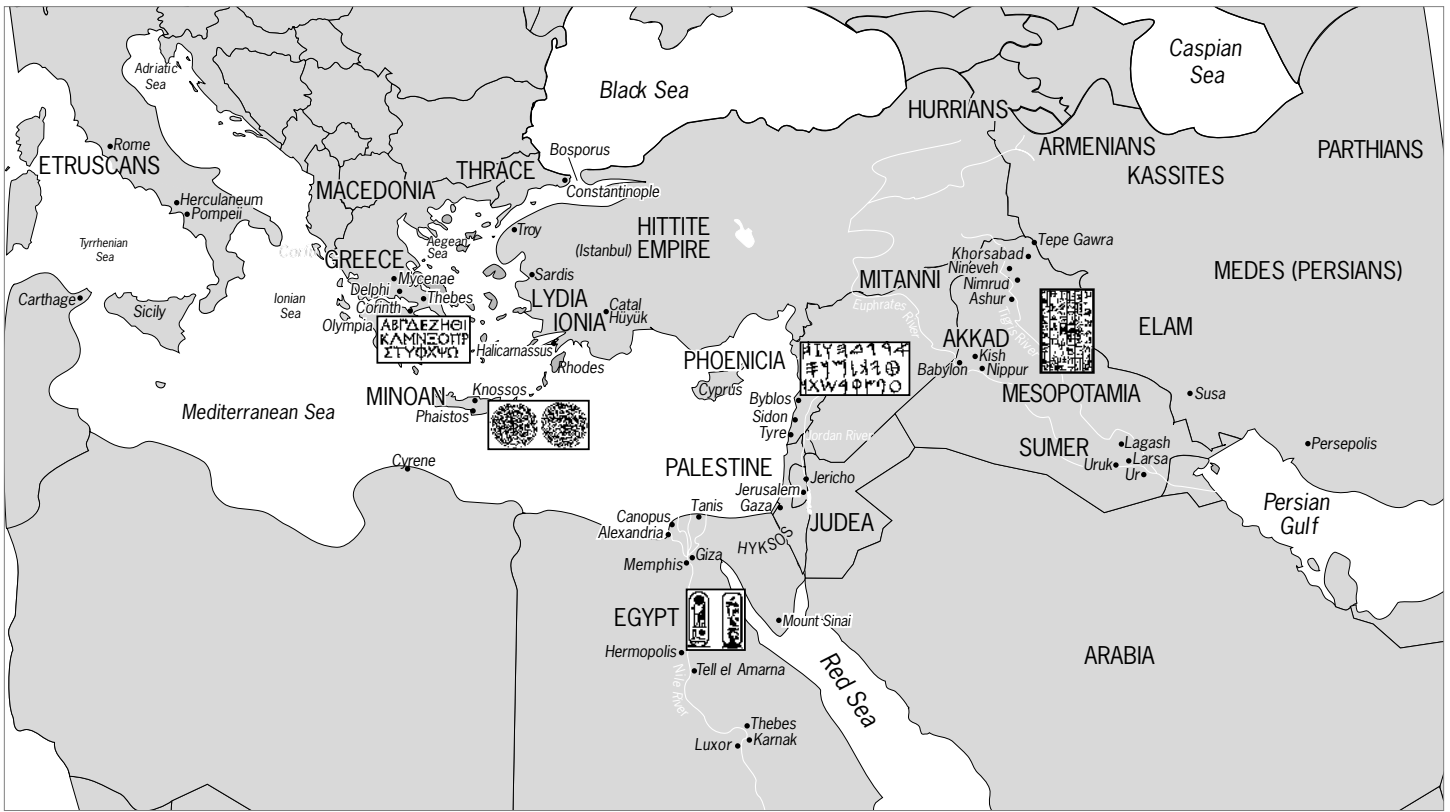 Caspian
Sea
Adriatic
Sea
Black Sea
HURRIANS
Rome
ETRUSCANS
ARMENIANS
PARTHIANS
KASSITES
Bosporus
THRACE
MACEDONIA
Constantinople
Herculaneum
Pompeii
HITTITE
EMPIRE
Troy
(Istanbul)
Tyrrhenian
Sea
Aegean
Sea
GREECE
Tepe Gawra
Khorsabad
Nineveh
Nimrud
Ashur
MITANNI
MEDES (PERSIANS)
Mycenae
Delphi
Thebes
Corinth
Olympia
Sardis
LYDIA
IONIA
Catal
Hüyük
Carthage
Sicily
Ionian
Sea
Euphrates River
Tigris River
ΑΒΓΔΕΖΗΘΙ
ΚΛΜΝΞΟΠΡ
ΣΤΥΦΧΨΩ
Halicarnassus
Rhodes
ELAM
AKKAD
Kish
Babylon
Nippur
MESOPOTAMIA
PHOENICIA
Cyprus
Byblos
Sidon
Tyre
Jordan River
Susa
MINOAN
Knossos
Phaistos
Mediterranean Sea
Cyrene
SUMER
Lagash
Larsa
Uruk
Ur
Persepolis
PALESTINE
Jericho
Jerusalem
Gaza
JUDEA
Persian
Gulf
Tanis
Canopus
Alexandria
HYKSOS
Giza
Memphis
EGYPT
Mount Sinai
Hermopolis
Tell el Amarna
Nile River
Red Sea
ARABIA
Thebes
Karnak
Luxor